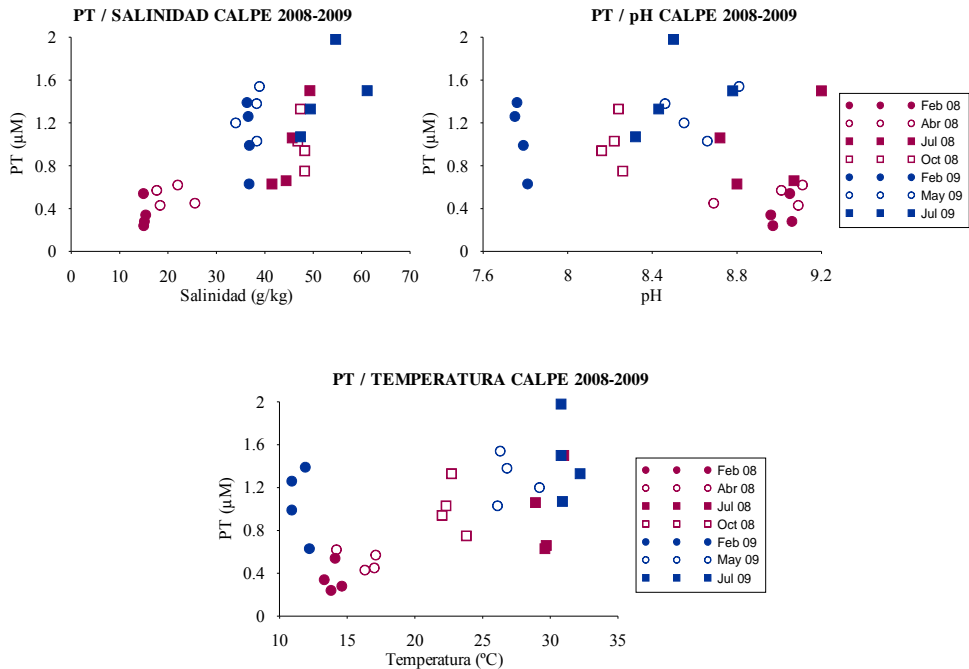 PT / SALINIDAD CALPE 2008-2009
2
1.6
1.2
0.8
0.4
0
PT (µM)
0 10 20 30 40 50 60 70
Salinidad (g/kg)
PT / pH CALPE 2008-2009
2
1.6
1.2
0.8
0.4
0
PT (µM)
7.6 8 8.4 8.8 9.2
pH
Feb 08
Abr 08
Jul 08
Oct 08
Feb 09
May 09
Jul 09
PT / TEMPERATURA CALPE 2008-2009
2
1.6
1.2
0.8
0.4
0
PT (µM)
10 15 20 25 30 35
Temperatura (ºC)
Feb 08
Abr 08
Jul 08
Oct 08
Feb 09
May 09
Jul 09